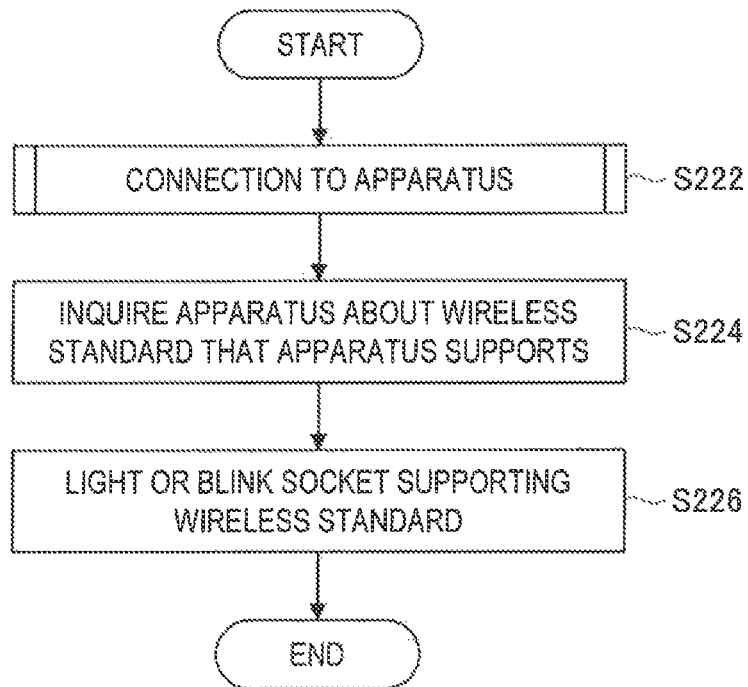 START
CONNECTION TO APPARATUS
S222
INQUIRE APPARATUS ABOUT WIRELESS
STANDARD THAT APPARATUS SUPPORTS
S224
LIGHT OR BLINK SOCKET SUPPORTING
WIRELESS STANDARD
S226
END